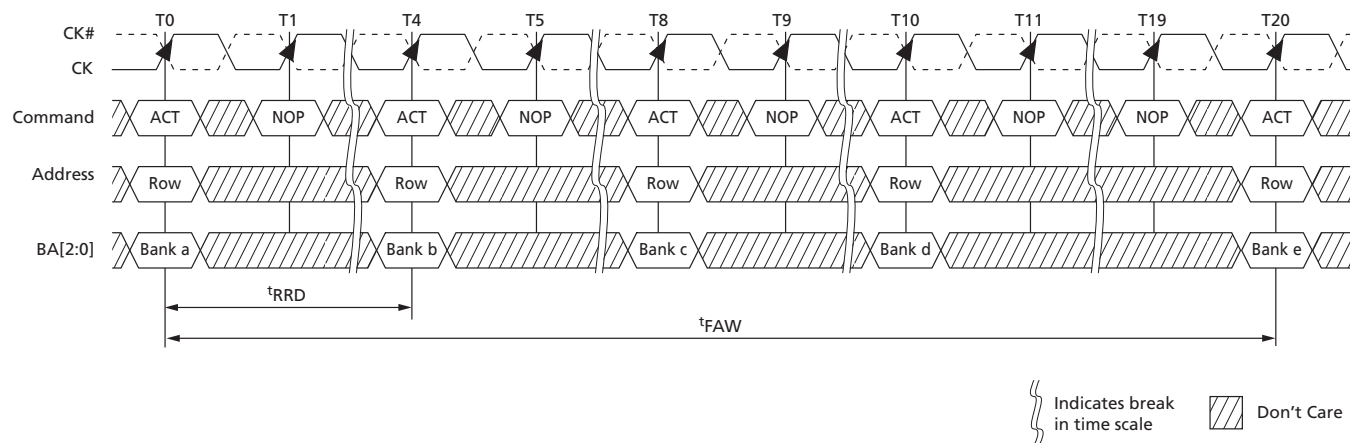 T0 T1 T4 T5 T8 T9 T10 T11 T19 T20
CK#
CK
Command ACT NOP ACT NOP ACT NOP ACT NOP NOP ACT
Address Row Row Row Row Row
BA[2:0] Bank a Bank b Bank c Bank d Bank e
tRRD
tFAW
Indicates break
in time scale
Don't Care